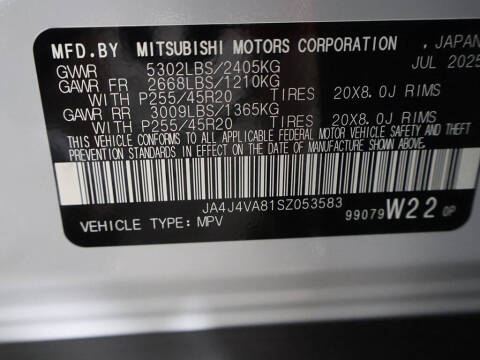 MFD.BY MITSUBISHI MOTORS CORPORATION , JAPAN
GVWR 5302LBS/2405KG JUL 2025
GAWR FR 2668LBS/1210KG
WITH P255/45R20 TIRES 20X8.0J RIMS
GAWR RR 3009LBS/1365KG
WITH P255/45R20 TIRES 20X8.0J RIMS
THIS VEHICLE CONFORMS TO ALL APPLICABLE FEDERAL MOTOR VEHICLE SAFETY AND THEFT
PREVENTION STANDARDS IN EFFECT ON THE DATE OF MANUFACTURE SHOWN ABOVE.
JA4J4VA81SZ053583
VEHICLE TYPE: MPV 99079 W22 0P